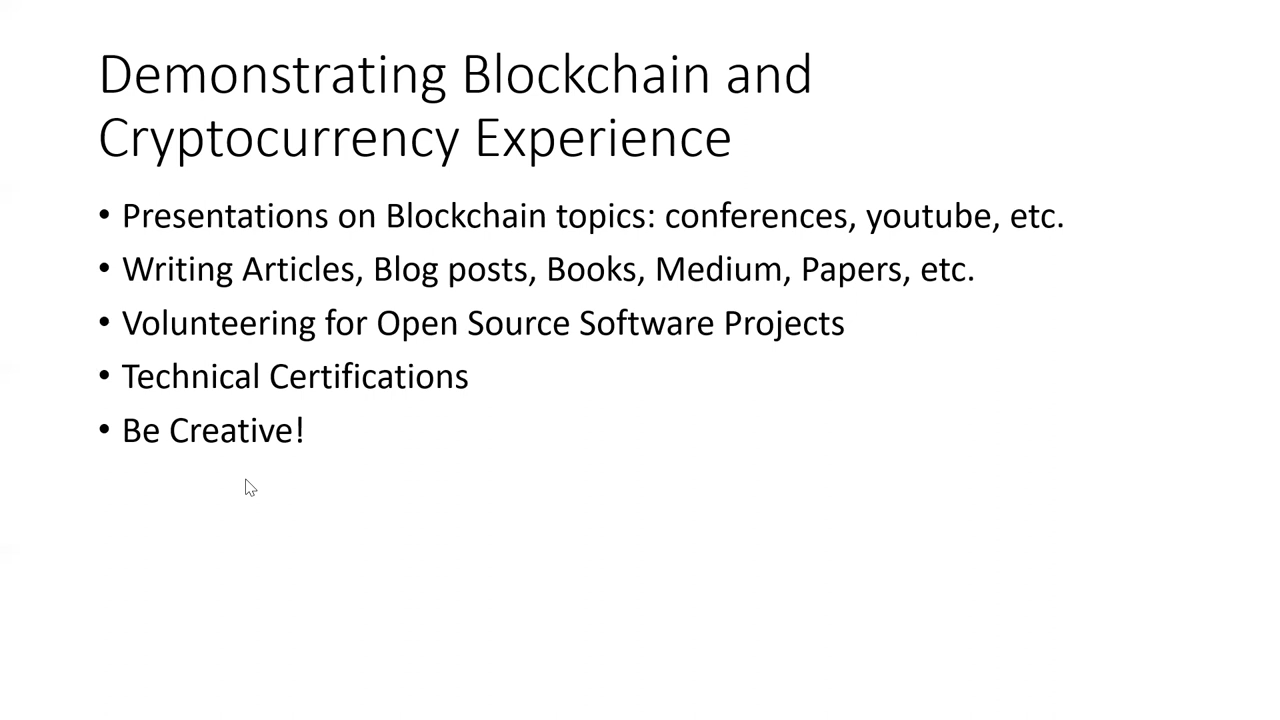 Demonstrating Blockchain and
Cryptocurrency Experience
• Presentations on Blockchain topics: conferences, youtube, etc.
• Writing Articles, Blog posts, Books, Medium, Papers, etc.
• Volunteering for Open Source Software Projects
• Technical Certifications
• Be Creative!